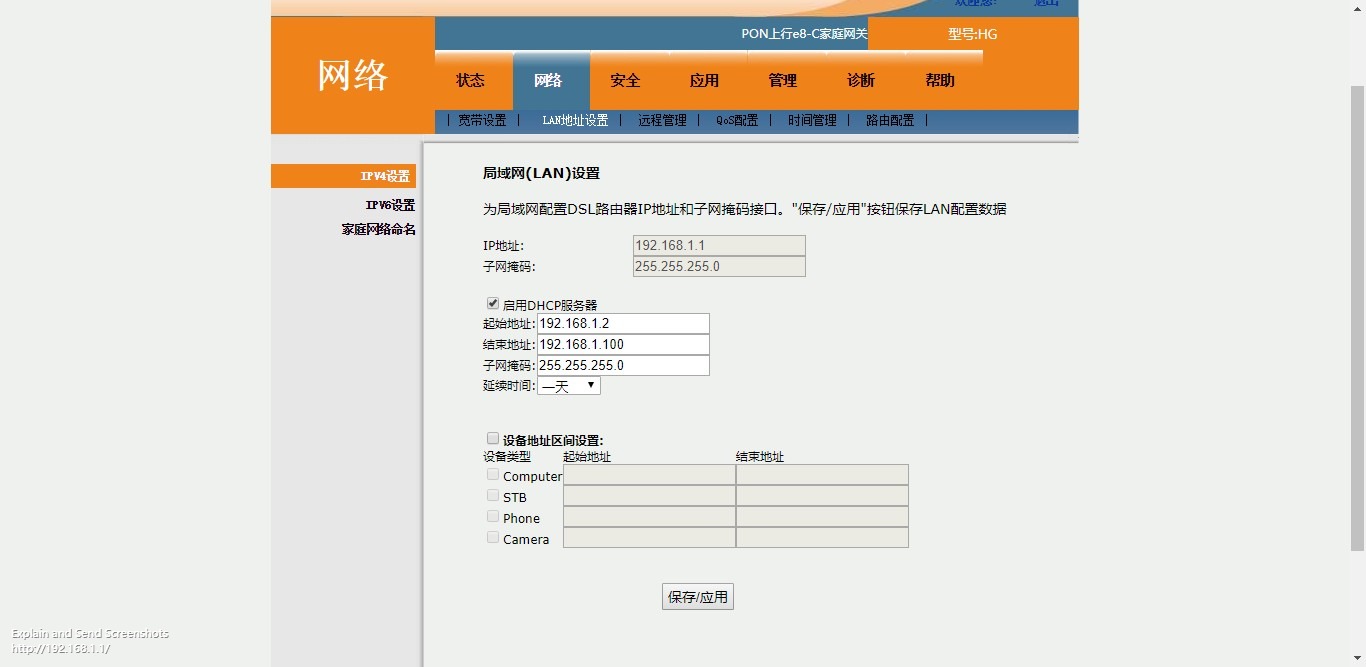 欢迎您! 退出
PON上行e8-C家庭网关 型号:HG
网络
状态 网络 安全 应用 管理 诊断 帮助
| 宽带设置 | LAN地址设置 | 远程管理 | QoS配置 | 时间管理 | 路由配置 |
IPV4设置
IPV6设置
家庭网络命名
局域网(LAN)设置
为局域网配置DSL路由器IP地址和子网掩码接口。"保存/应用"按钮保存LAN配置数据
IP地址: 192.168.1.1
子网掩码: 255.255.255.0
启用DHCP服务器
起始地址: 192.168.1.2
结束地址: 192.168.1.100
子网掩码: 255.255.255.0
延续时间: 一天
设备地址区间设置:
设备类型 起始地址 结束地址
Computer
STB
Phone
Camera
保存/应用
Explain and Send Screenshots
http://192.168.1.1/